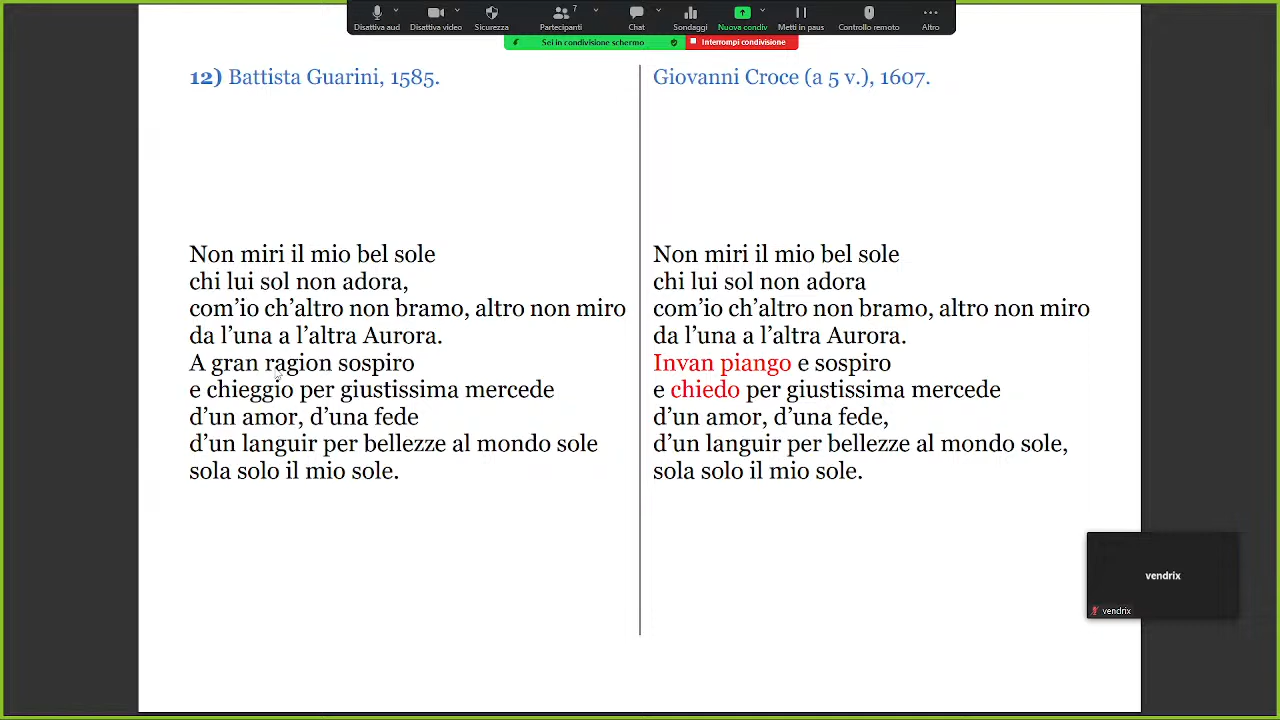 Disattiva aud
Disattiva video
Sicurezza
Partecipanti
7
Chat
Sondaggi
Nuova condiv
Metti in paus
Controllo remoto
Altro
Sei in condivisione schermo
Interrompi condivisione
12) Battista Guarini, 1585.
Non miri il mio bel sole
chi lui sol non adora,
com’io ch’altro non bramo, altro non miro
da l’una a l’altra Aurora.
A gran ragion sospiro
e chieggio per giustissima mercede
d’un amor, d’una fede
d’un languir per bellezze al mondo sole
sola solo il mio sole.
Giovanni Croce (a 5 v.), 1607.
Non miri il mio bel sole
chi lui sol non adora
com’io ch’altro non bramo, altro non miro
da l’una a l’altra Aurora.
Invan piango e sospiro
e chiedo per giustissima mercede
d’un amor, d’una fede,
d’un languir per bellezze al mondo sole,
sola solo il mio sole.
vendrix
vendrix